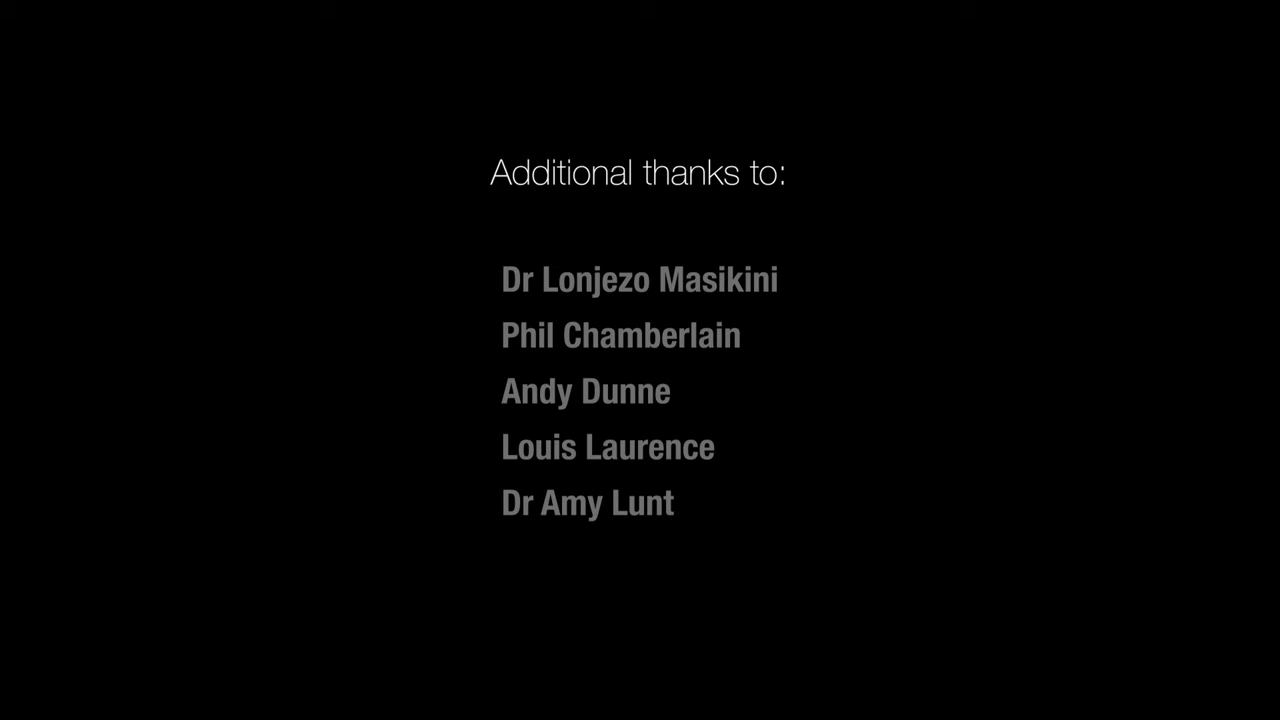 Additional thanks to:
Dr Lonjezo Masikini
Phil Chamberlain
Andy Dunne
Louis Laurence
Dr Amy Lunt